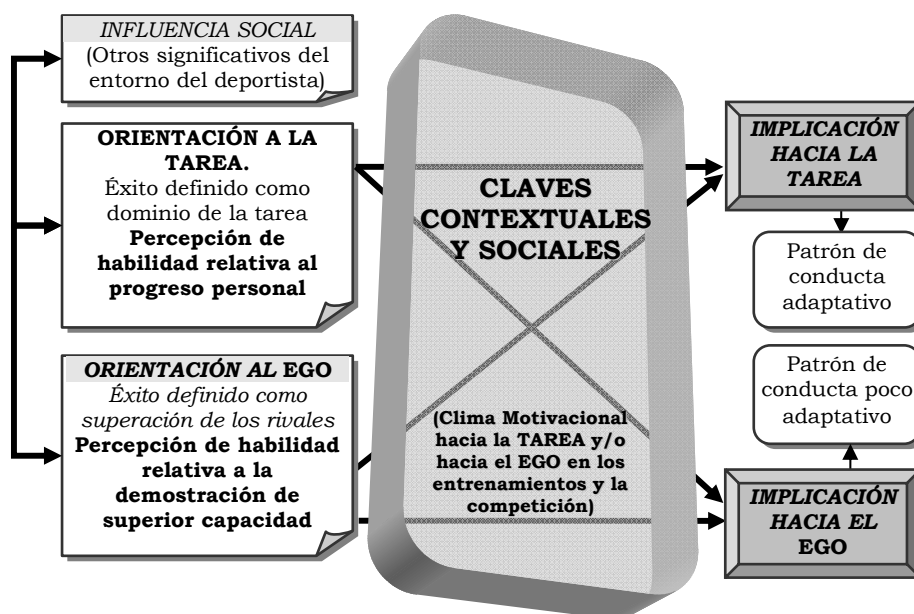 INFLUENCIA SOCIAL
(Otros significativos del
entorno del deportista)
ORIENTACIÓN A LA
TAREA.
Éxito definido como
dominio de la tarea
Percepción de
habilidad relativa al
progreso personal
ORIENTACIÓN AL EGO
Éxito definido como
superación de los rivales
Percepción de habilidad
relativa a la
demostración de
superior capacidad
CLAVES
CONTEXTUALES
Y SOCIALES
(Clima Motivacional
hacia la TAREA y/o
hacia el EGO en los
entrenamientos y la
competición)
IMPLICACIÓN
HACIA LA
TAREA
Patrón de
conducta
adaptativo
Patrón de
conducta poco
adaptativo
IMPLICACIÓN
HACIA EL
EGO